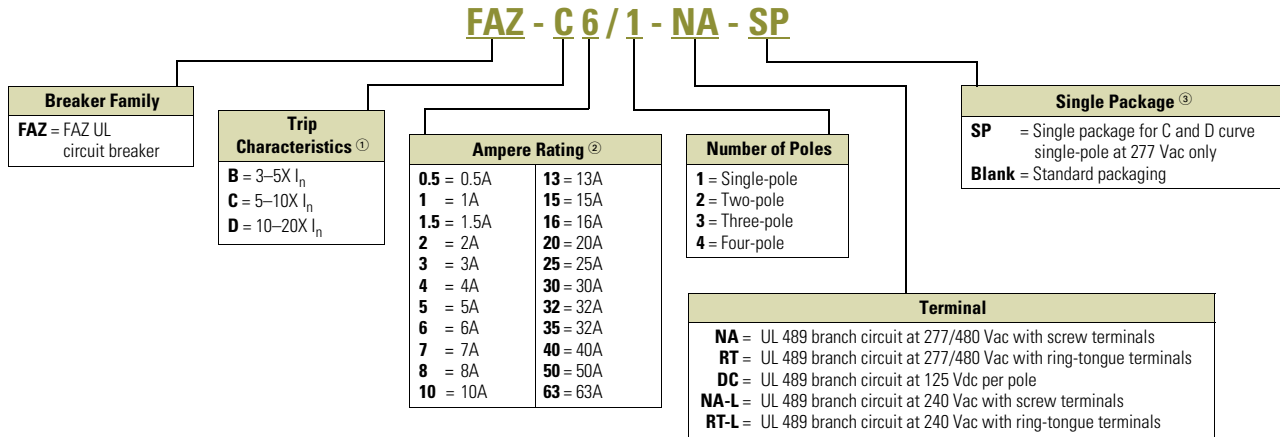 FAZ - C 6 / 1 - NA - SP
Breaker Family
FAZ = FAZ UL
circuit breaker
Trip
Characteristics ①
B = 3–5X In
C = 5–10X In
D = 10–20X In
Ampere Rating ②
0.5 = 0.5A
1 = 1A
1.5 = 1.5A
2 = 2A
3 = 3A
4 = 4A
5 = 5A
6 = 6A
7 = 7A
8 = 8A
10 = 10A
13 = 13A
15 = 15A
16 = 16A
20 = 20A
25 = 25A
30 = 30A
32 = 32A
35 = 32A
40 = 40A
50 = 50A
63 = 63A
Number of Poles
1 = Single-pole
2 = Two-pole
3 = Three-pole
4 = Four-pole
Single Package ③
SP = Single package for C and D curve
single-pole at 277 Vac only
Blank = Standard packaging
Terminal
NA = UL 489 branch circuit at 277/480 Vac with screw terminals
RT = UL 489 branch circuit at 277/480 Vac with ring-tongue terminals
DC = UL 489 branch circuit at 125 Vdc per pole
NA-L = UL 489 branch circuit at 240 Vac with screw terminals
RT-L = UL 489 branch circuit at 240 Vac with ring-tongue terminals